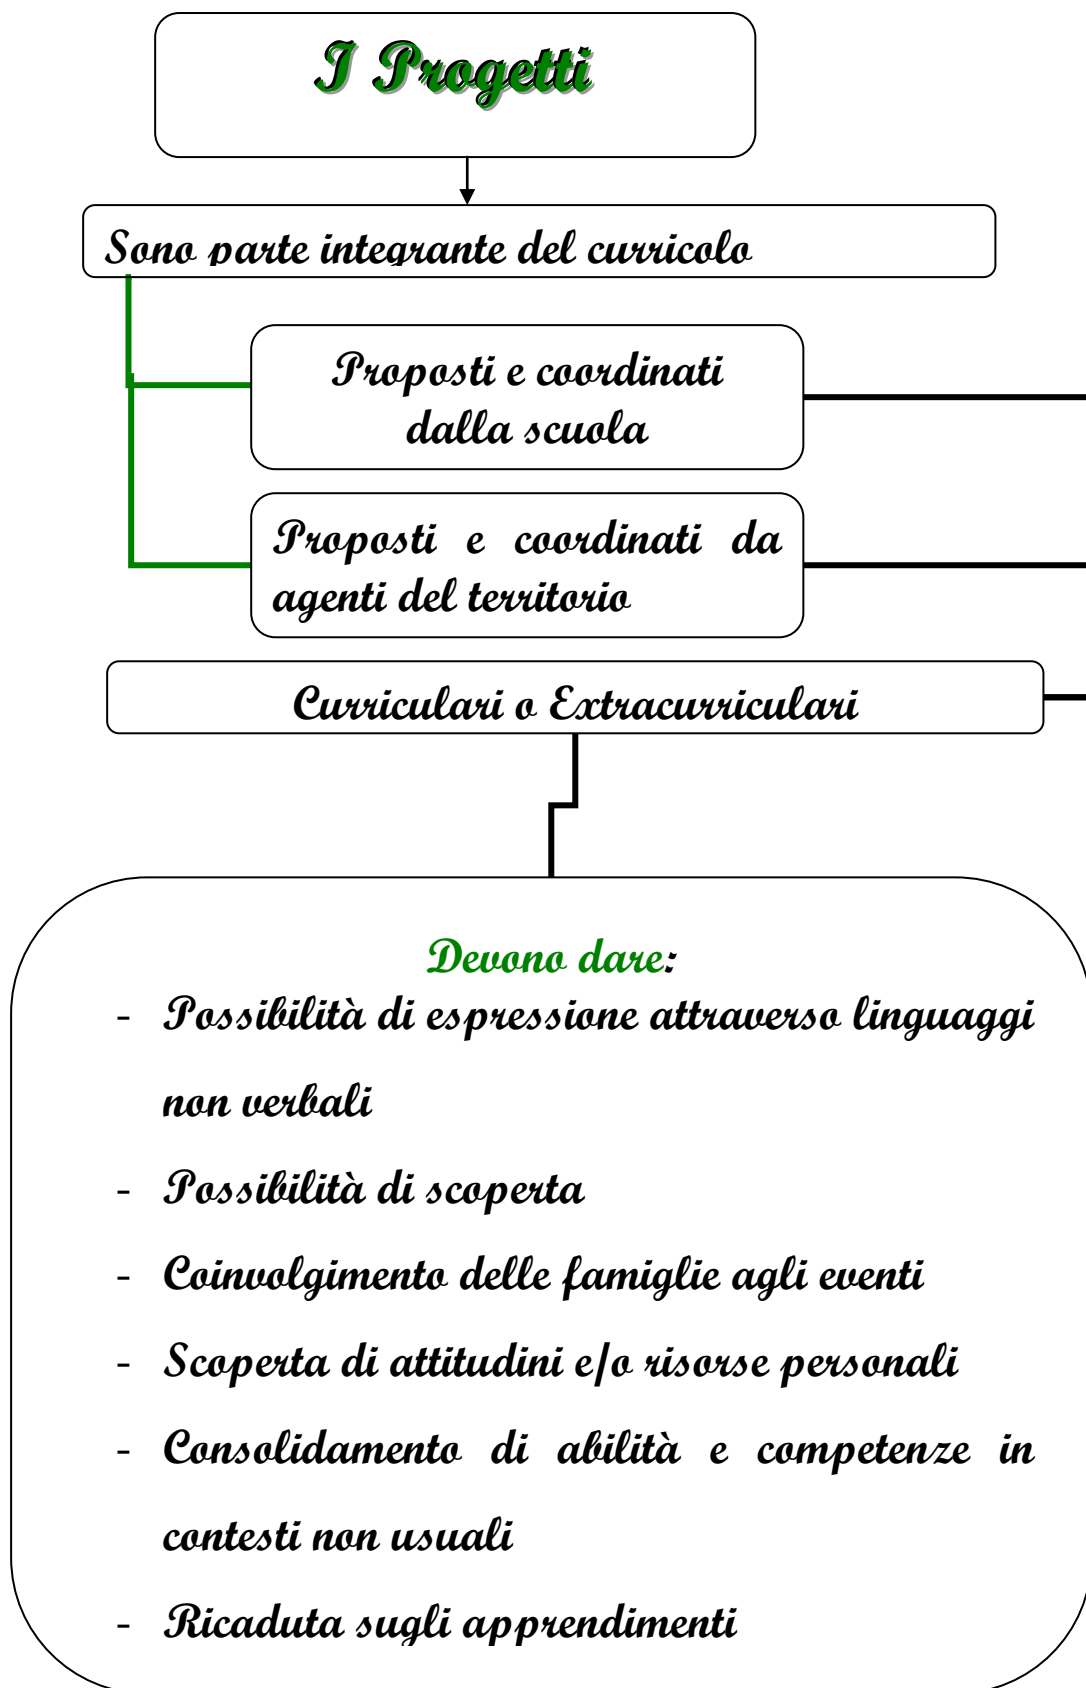 I Progetti
Sono parte integrante del curricolo
Proposti e coordinati
dalla scuola
Proposti e coordinati da
agenti del territorio
Curriculari o Extracurriculari
Devono dare:
- Possibilità di espressione attraverso linguaggi
non verbali
- Possibilità di scoperta
- Coinvolgimento delle famiglie agli eventi
- Scoperta di attitudini e/o risorse personali
- Consolidamento di abilità e competenze in
contesti non usuali
- Ricaduta sugli apprendimenti